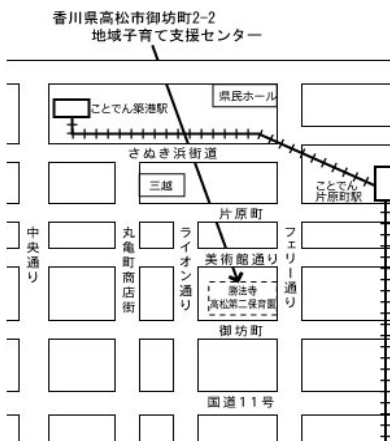 香川県高松市御坊町2-2
地域子育て支援センター
県民ホール
ことでん築港駅
さぬき浜街道
三越
ことでん
片原町駅
片原町
中央通り
丸亀町商店街
ライオン通り
フェリー通り
美術館通り
勝法寺
高松第二保育園
御坊町
国道11号